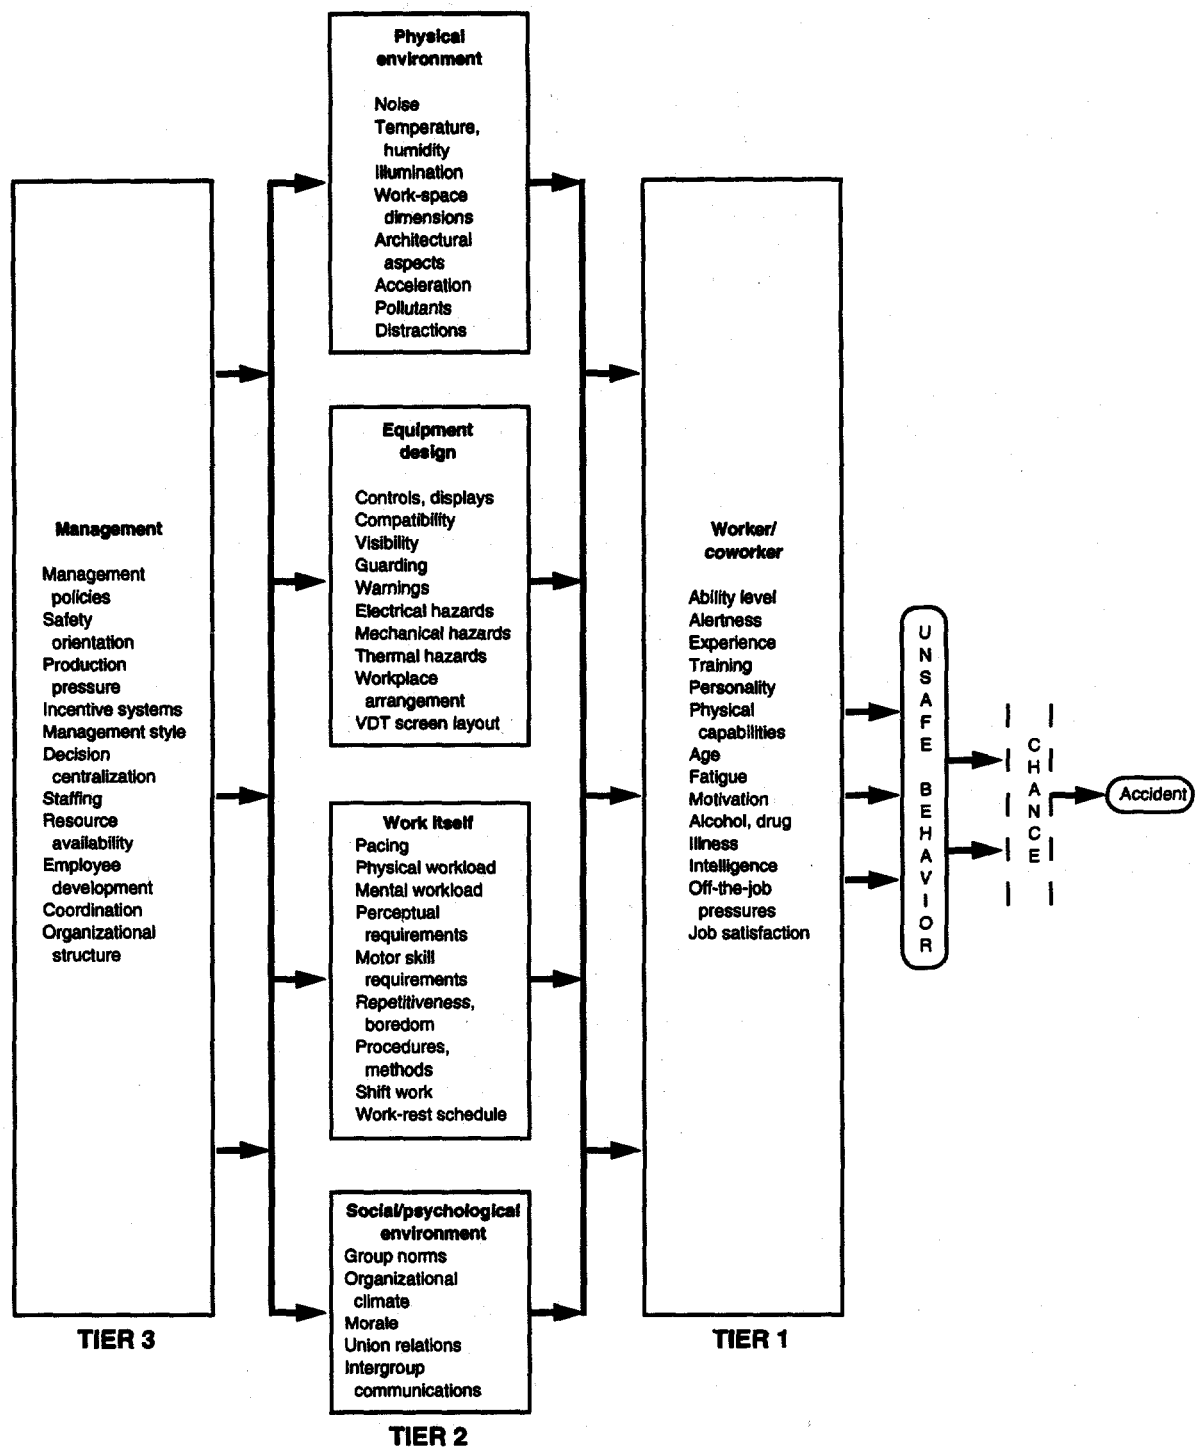 Management
Management
policies
Safety
orientation
Production
pressure
Incentive systems
Management style
Decision
centralization
Staffing
Resource
availability
Employee
development
Coordination
Organizational
structure
TIER 3
Physical
environment
Noise
Temperature,
humidity
Illumination
Work-space
dimensions
Architectural
aspects
Acceleration
Pollutants
Distractions
Equipment
design
Controls, displays
Compatibility
Visibility
Guarding
Warnings
Electrical hazards
Mechanical hazards
Thermal hazards
Workplace
arrangement
VDT screen layout
Work itself
Pacing
Physical workload
Mental workload
Perceptual
requirements
Motor skill
requirements
Repetitiveness,
boredom
Procedures,
methods
Shift work
Work-rest schedule
Social/psychological
environment
Group norms
Organizational
climate
Morale
Union relations
Intergroup
communications
TIER 2
Worker/
coworker
Ability level
Alertness
Experience
Training
Personality
Physical
capabilities
Age
Fatigue
Motivation
Alcohol, drug
Illness
Intelligence
Off-the-job
pressures
Job satisfaction
TIER 1
UNSAFE BEHAVIOR
CHANCE
Accident